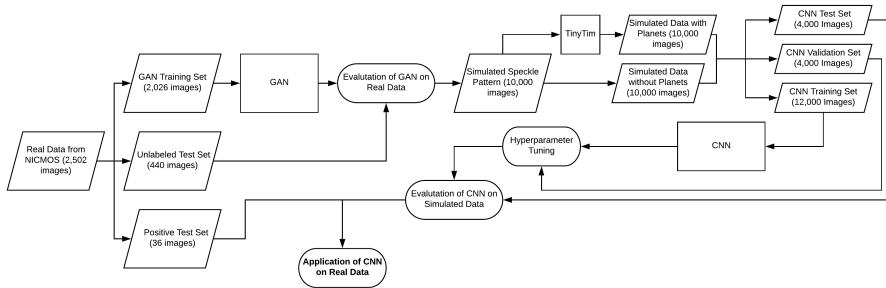 Real Data from
NICMOS (2,502
images)
GAN Training Set
(2,026 images)
Unlabeled Test Set
(440 images)
Positive Test Set
(36 images)
GAN
Evalutation of GAN on
Real Data
Simulated Speckle
Pattern (10,000
images)
TinyTim
Simulated Data with
Planets (10,000
images)
Simulated Data
without Planets
(10,000 images)
CNN Test Set
(4,000 Images)
CNN Validation Set
(4,000 Images)
CNN Training Set
(12,000 Images)
CNN
Hyperparameter
Tuning
Evalutation of CNN on
Simulated Data
Application of CNN
on Real Data